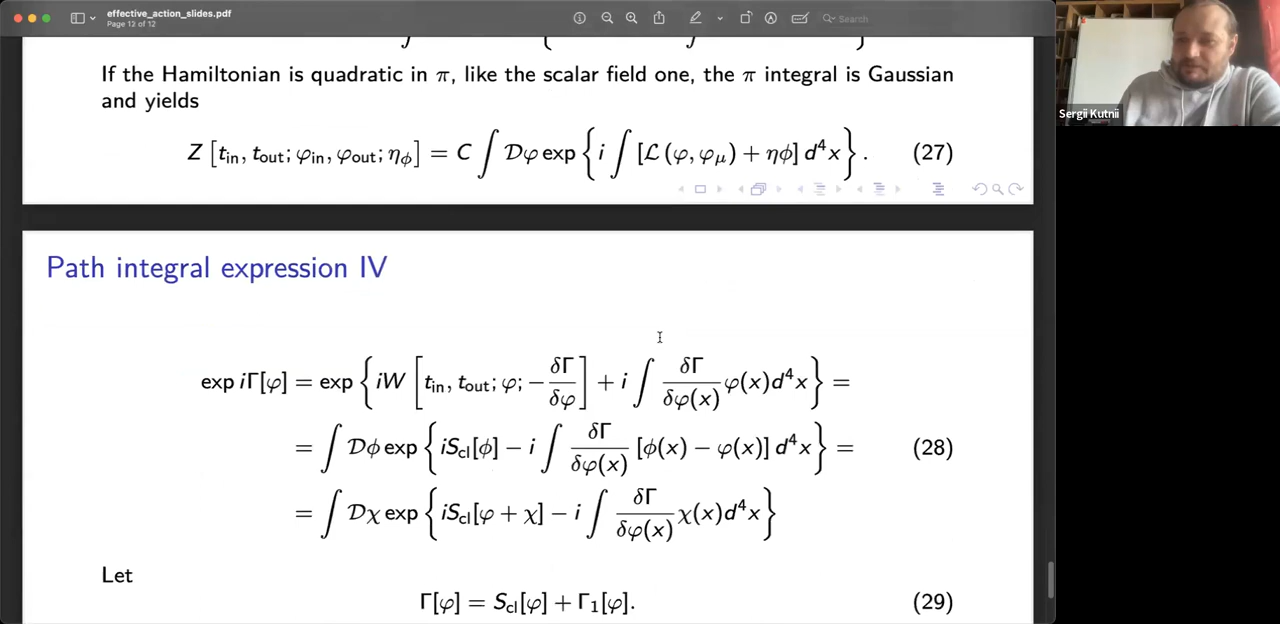 effective_action_slides.pdf
Page 12 of 12
Search
If the Hamiltonian is quadratic in π, like the scalar field one, the π integral is Gaussian
and yields
Z [t_in, t_out; φ_in, φ_out; η_ϕ] = C ∫ 𝒟φ exp { i ∫ [ℒ (φ, φ_μ) + ηϕ] d⁴x } . (27)
Path integral expression IV
exp iΓ[φ] = exp { iW [ t_in, t_out; φ; −δΓ/δφ ] + i ∫ δΓ/δφ(x) φ(x)d⁴x } =
= ∫ 𝒟ϕ exp { iS_cl[ϕ] − i ∫ δΓ/δφ(x) [ϕ(x) − φ(x)] d⁴x } = (28)
= ∫ 𝒟χ exp { iS_cl[φ + χ] − i ∫ δΓ/δφ(x) χ(x)d⁴x }
Let
Γ[φ] = S_cl[φ] + Γ₁[φ]. (29)
Sergii Kutnii